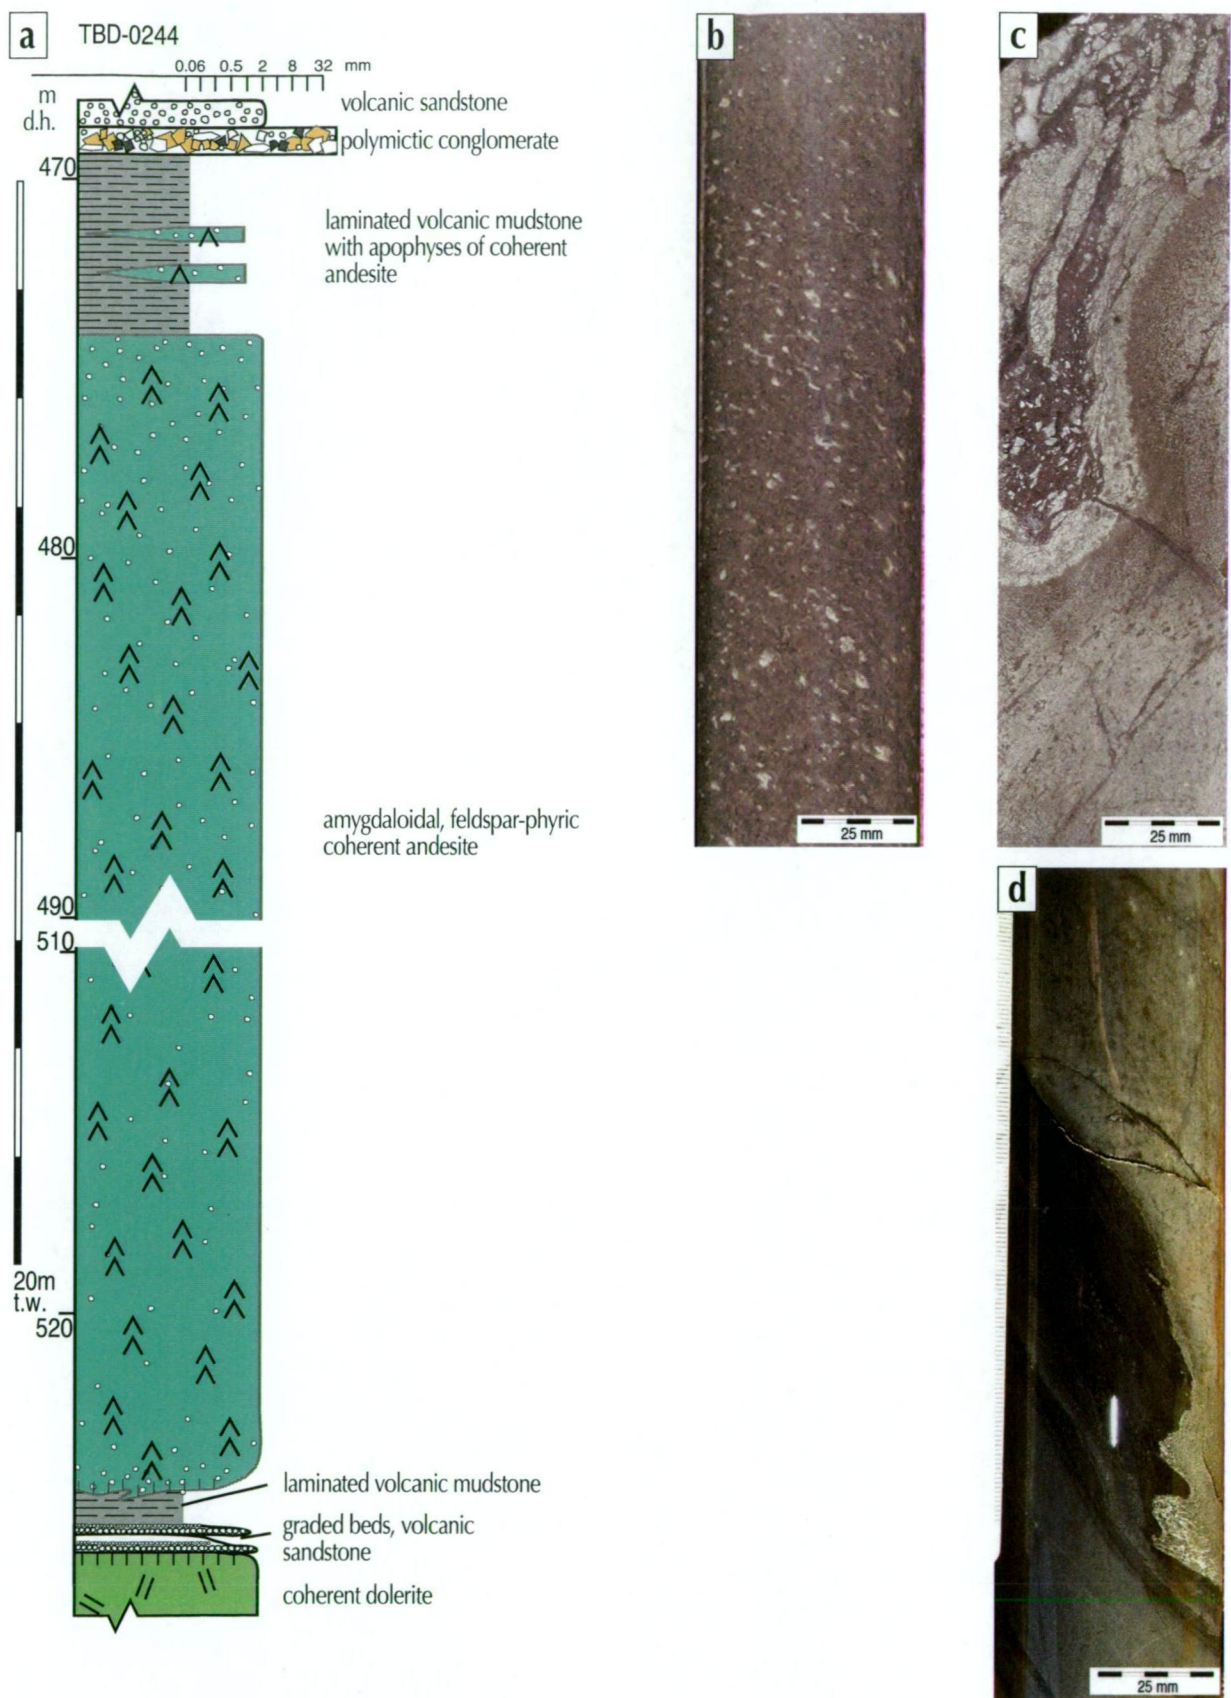 a
TBD-0244
0.06 0.5 2 8 32 mm
m
d.h.
volcanic sandstone
polymictic conglomerate
470
laminated volcanic mudstone
with apophyses of coherent
andesite
480
amygdaloidal, feldspar-phyric
coherent andesite
490
510
20m
t.w.
520
laminated volcanic mudstone
graded beds, volcanic
sandstone
coherent dolerite
b
25 mm
c
25 mm
d
25 mm